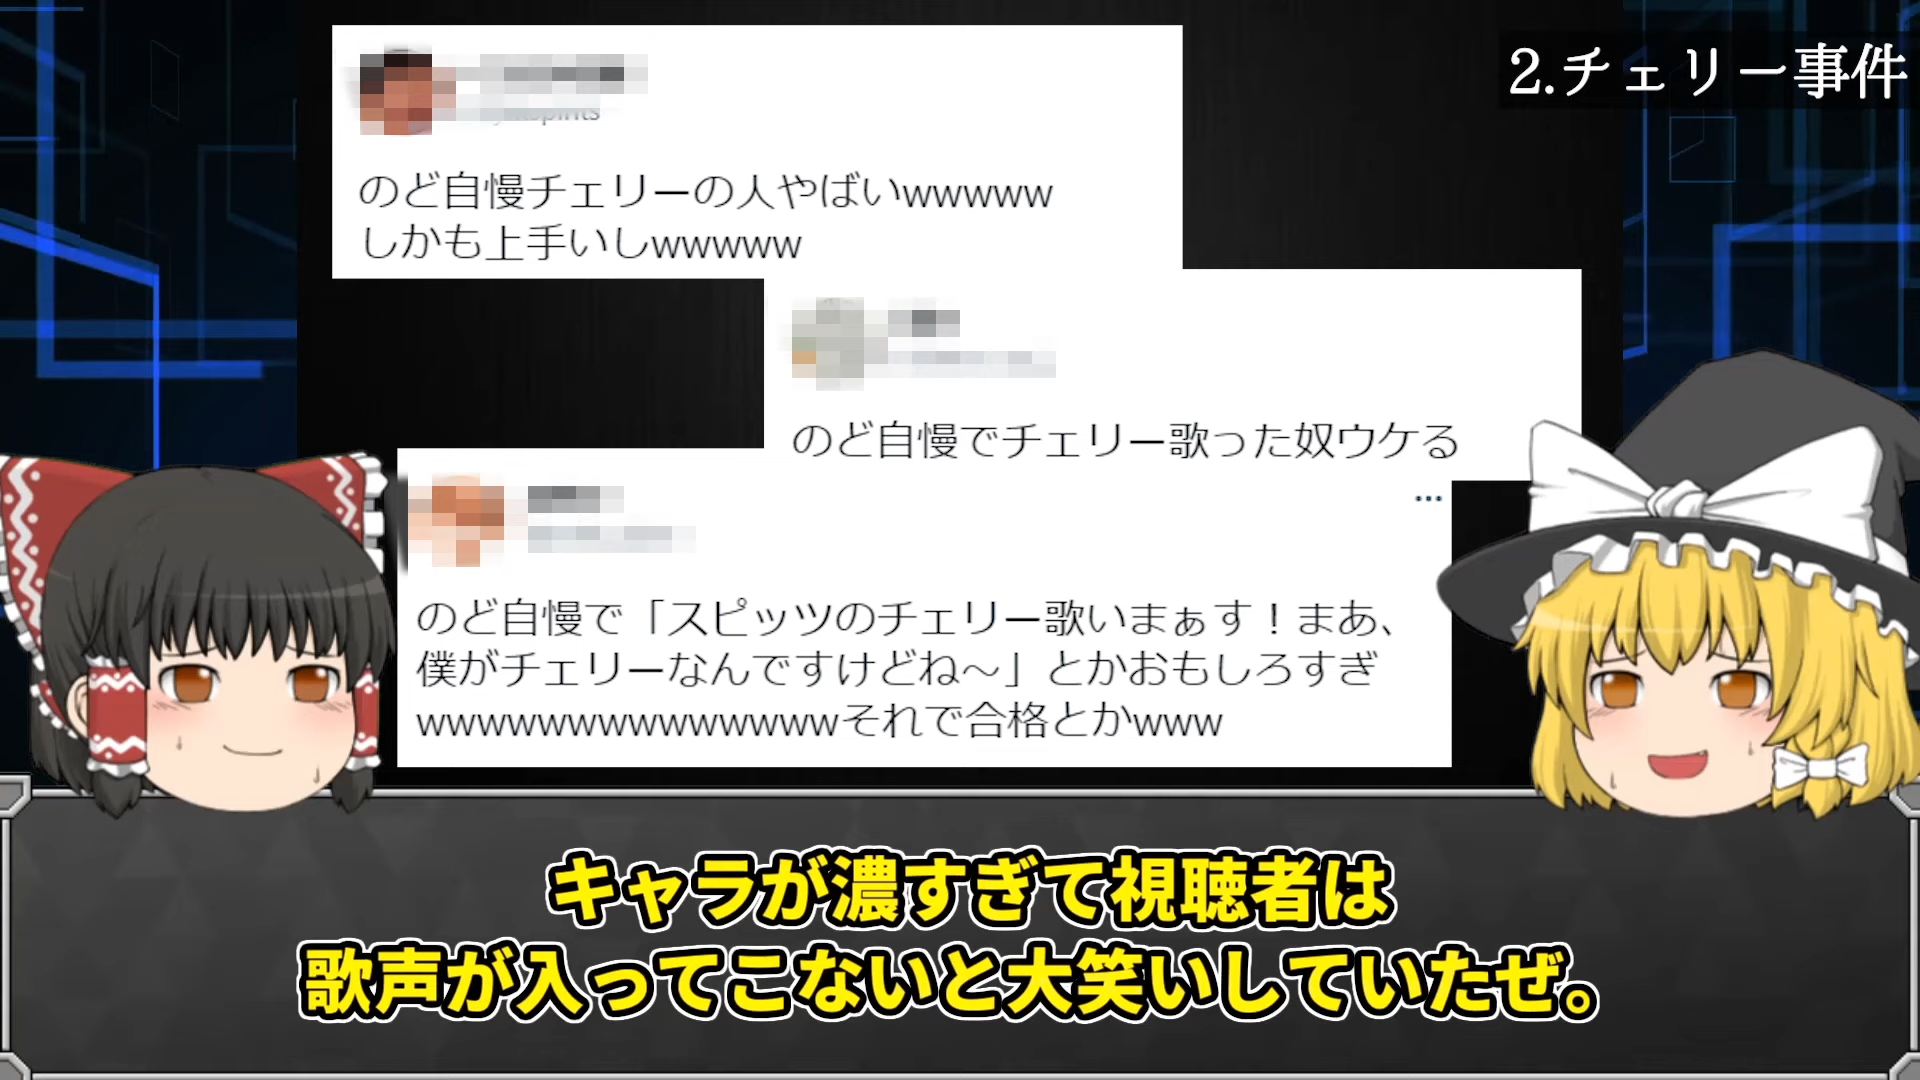 2.チェリー事件
のど自慢チェリーの人やばいwwwww
しかも上手いしwwwww
のど自慢でチェリー歌った奴ウケる
のど自慢で「スピッツのチェリー歌いまぁす！まあ、
僕がチェリーなんですけどね～」とかおもしろすぎ
wwwwwwwwwwwwwwそれで合格とかwww
キャラが濃すぎて視聴者は
歌声が入ってこないと大笑いしていたぜ。